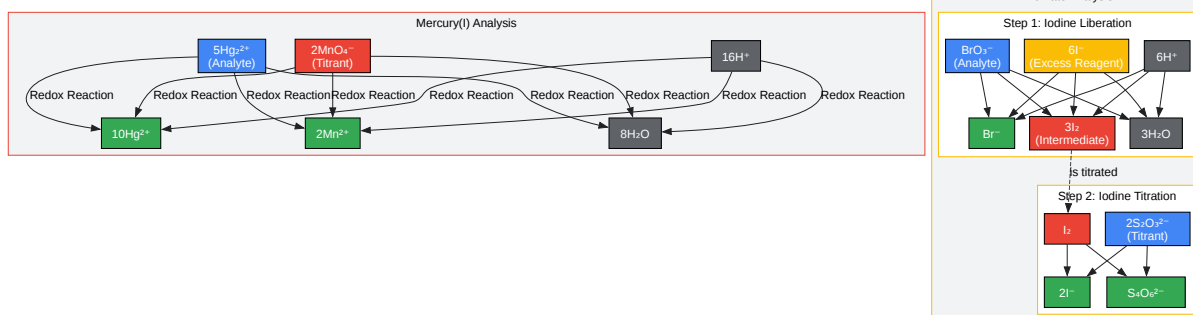 Mercury(I) Analysis
5Hg₂²⁺
(Analyte)
2MnO₄⁻
(Titrant)
16H⁺
Redox Reaction
Redox Reaction
Redox Reaction
Redox Reaction
Redox Reaction
Redox Reaction
Redox Reaction
Redox Reaction
Redox Reaction
10Hg²⁺
2Mn²⁺
8H₂O
Step 1: Iodine Liberation
BrO₃⁻
(Analyte)
6I⁻
(Excess Reagent)
6H⁺
Br⁻
3I₂
(Intermediate)
3H₂O
Is titrated
Step 2: Iodine Titration
I₂
2S₂O₃²⁻
(Titrant)
2I⁻
S₄O₆²⁻